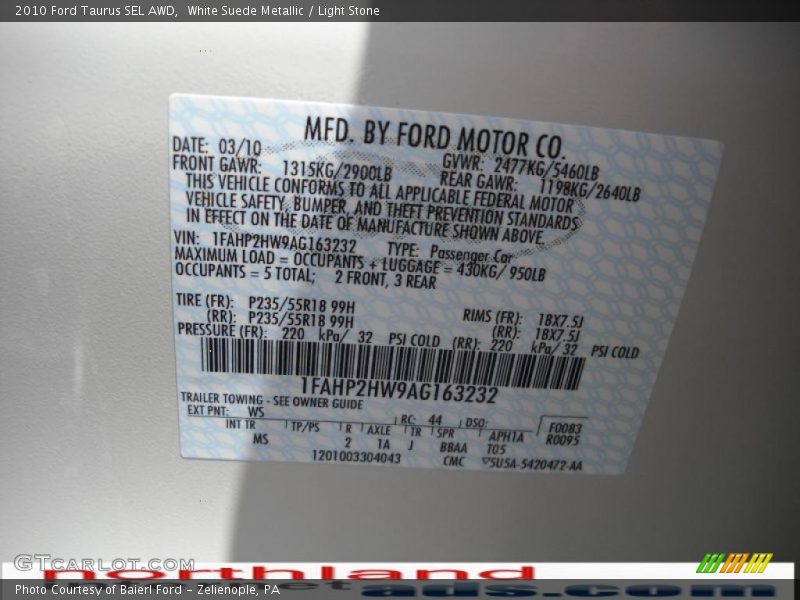 2010 Ford Taurus SEL AWD, White Suede Metallic / Light Stone
MFD. BY FORD MOTOR CO.
DATE: 03/10 GVWR: 2477KG/5460LB
FRONT GAWR: 1315KG/2900LB REAR GAWR: 1198KG/2640LB
THIS VEHICLE CONFORMS TO ALL APPLICABLE FEDERAL MOTOR
VEHICLE SAFETY, BUMPER, AND THEFT PREVENTION STANDARDS
IN EFFECT ON THE DATE OF MANUFACTURE SHOWN ABOVE.
VIN: 1FAHP2HW9AG163232 TYPE: Passenger Car
MAXIMUM LOAD = OCCUPANTS + LUGGAGE = 430KG/ 950LB
OCCUPANTS = 5 TOTAL; 2 FRONT, 3 REAR
TIRE (FR): P235/55R18 99H RIMS (FR): 18X7.5J
(RR): P235/55R18 99H (RR): 18X7.5J
PRESSURE (FR): 220 kPa/ 32 PSI COLD (RR): 220 kPa/ 32 PSI COLD
1FAHP2HW9AG163232
TRAILER TOWING - SEE OWNER GUIDE
EXT PNT: WS RC: 44 DSO: F0083
INT TR TP/PS R AXLE TR SPR APH1A R0095
MS 2 1A J BBAA T05
1201003304043 CMC 5U5A-5420472-AA
GTCARLOT.COM
northland
ads.com
Photo Courtesy of Baierl Ford - Zelienople, PA